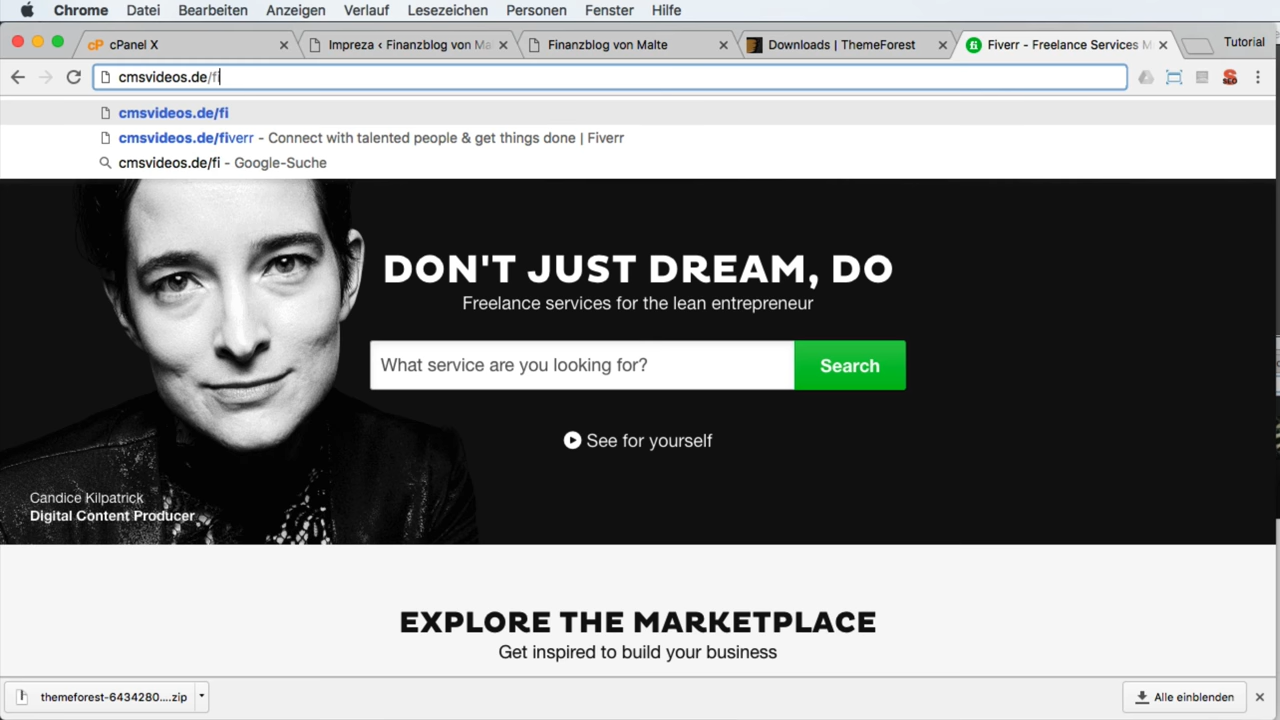 Chrome Datei Bearbeiten Anzeigen Verlauf Lesezeichen Personen Fenster Hilfe
cPanel X
Impreza ‹ Finanzblog von Ma
Finanzblog von Malte
Downloads | ThemeForest
Fiverr - Freelance Services M
Tutorial
cmsvideos.de/fi
cmsvideos.de/fi
cmsvideos.de/fiverr - Connect with talented people & get things done | Fiverr
cmsvideos.de/fi - Google-Suche
DON'T JUST DREAM, DO
Freelance services for the lean entrepreneur
What service are you looking for?
Search
See for yourself
Candice Kilpatrick
Digital Content Producer
EXPLORE THE MARKETPLACE
Get inspired to build your business
themeforest-6434280....zip
Alle einblenden